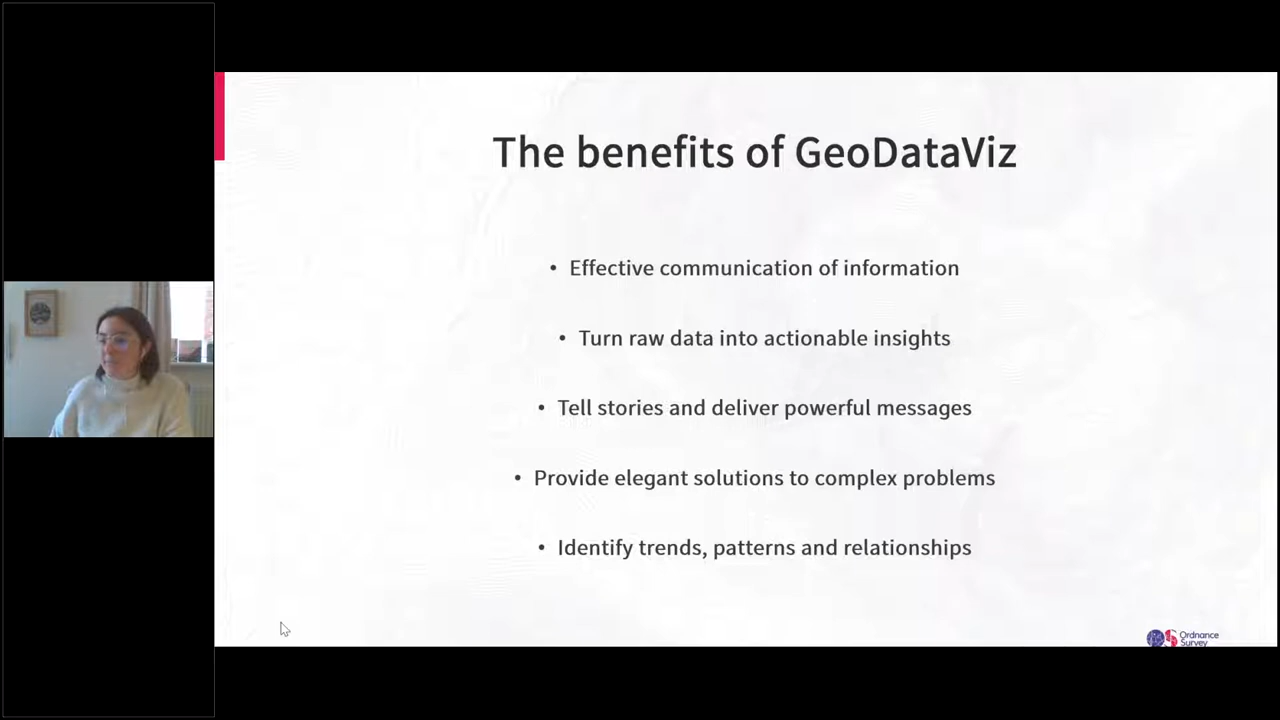 The benefits of GeoDataViz
• Effective communication of information
• Turn raw data into actionable insights
• Tell stories and deliver powerful messages
• Provide elegant solutions to complex problems
• Identify trends, patterns and relationships
Ordnance
Survey